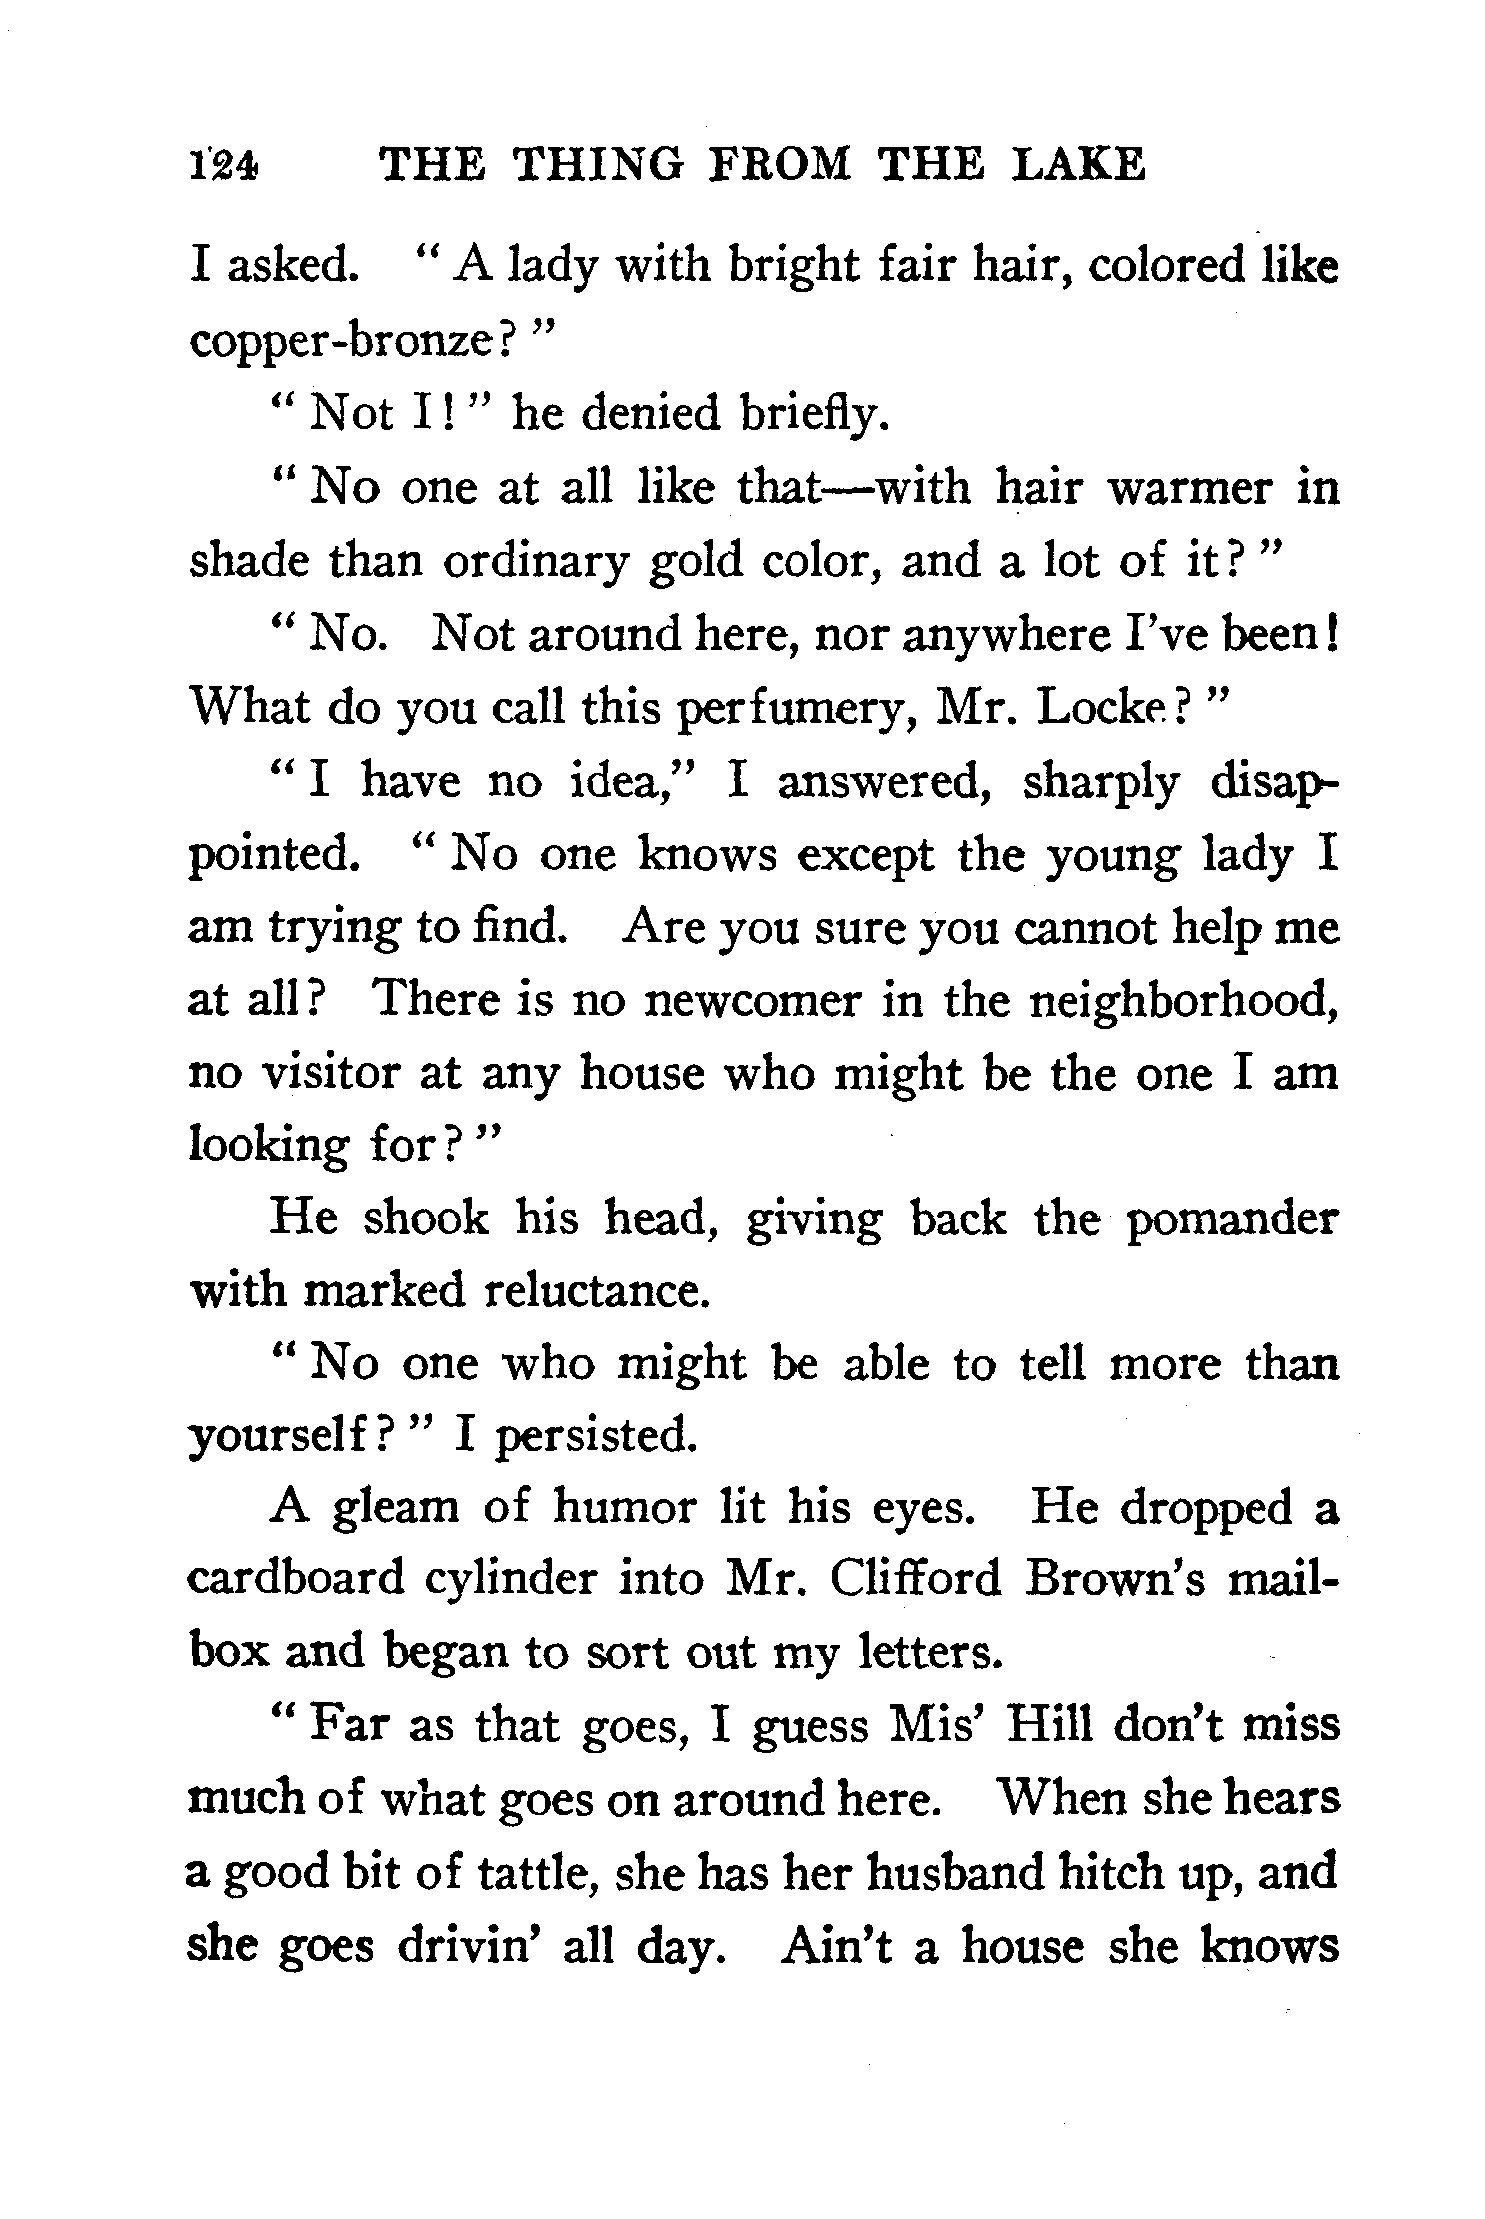 124 THE THING FROM THE LAKE
I asked. “ A lady with bright fair hair, colored like
copper-bronze? ”
“ Not I! ” he denied briefly.
“ No one at all like that—with hair warmer in
shade than ordinary gold color, and a lot of it? ”
“ No. Not around here, nor anywhere I’ve been!
What do you call this perfumery, Mr. Locke? ”
“ I have no idea,” I answered, sharply disap-
pointed. “ No one knows except the young lady I
am trying to find. Are you sure you cannot help me
at all? There is no newcomer in the neighborhood,
no visitor at any house who might be the one I am
looking for? ”
He shook his head, giving back the pomander
with marked reluctance.
“ No one who might be able to tell more than
yourself? ” I persisted.
A gleam of humor lit his eyes. He dropped a
cardboard cylinder into Mr. Clifford Brown’s mail-
box and began to sort out my letters.
“ Far as that goes, I guess Mis’ Hill don’t miss
much of what goes on around here. When she hears
a good bit of tattle, she has her husband hitch up, and
she goes drivin’ all day. Ain’t a house she knows